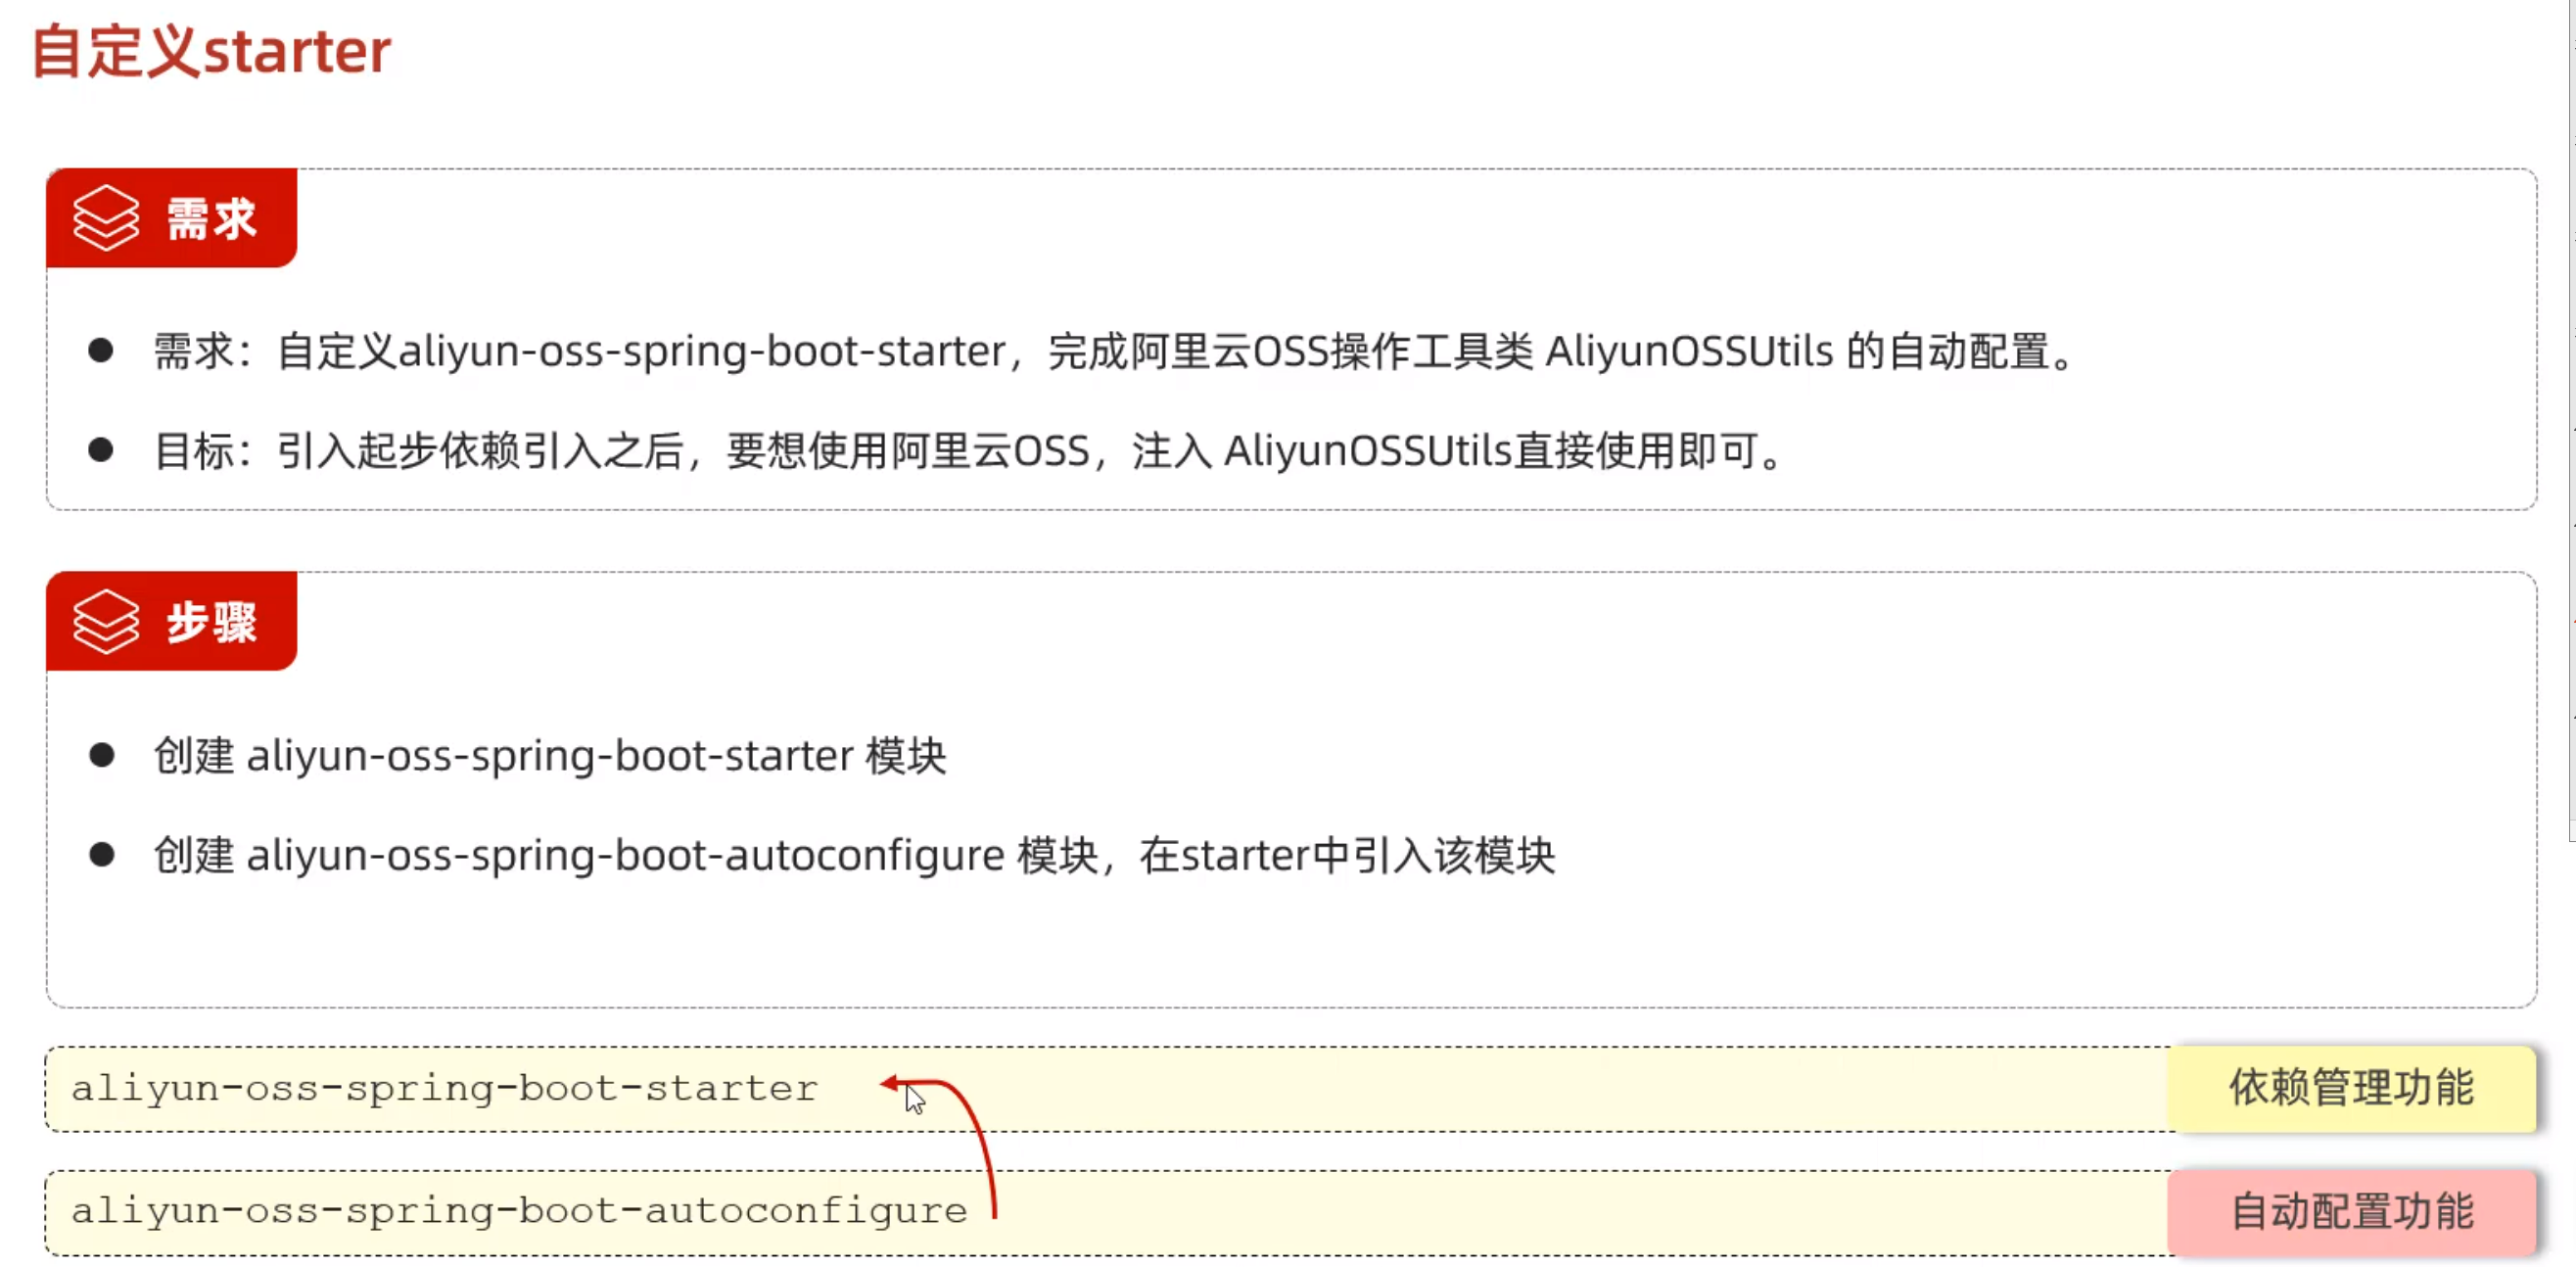 自定义starter
需求
需求：自定义aliyun-oss-spring-boot-starter，完成阿里云OSS操作工具类 AliyunOSSUtils 的自动配置。
目标：引入起步依赖引入之后，要想使用阿里云OSS，注入 AliyunOSSUtils直接使用即可。
步骤
创建 aliyun-oss-spring-boot-starter 模块
创建 aliyun-oss-spring-boot-autoconfigure 模块，在starter中引入该模块
aliyun-oss-spring-boot-starter 依赖管理功能
aliyun-oss-spring-boot-autoconfigure 自动配置功能